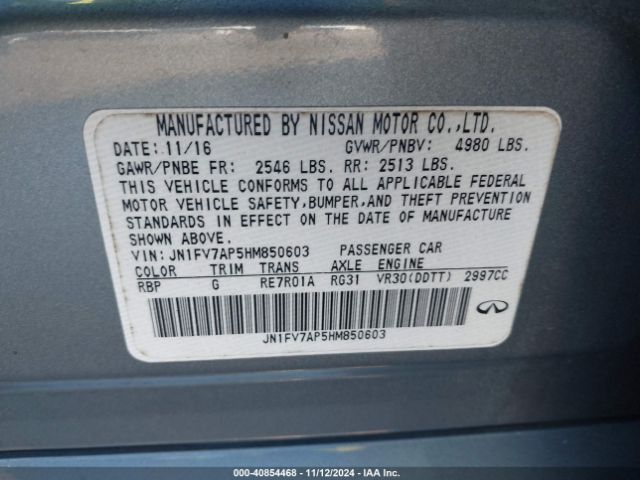 MANUFACTURED BY NISSAN MOTOR CO.,LTD.
DATE: 11/16 GVWR/PNBV: 4980 LBS.
GAWR/PNBE FR: 2546 LBS. RR: 2513 LBS.
THIS VEHICLE CONFORMS TO ALL APPLICABLE FEDERAL
MOTOR VEHICLE SAFETY,BUMPER,AND THEFT PREVENTION
STANDARDS IN EFFECT ON THE DATE OF MANUFACTURE
SHOWN ABOVE.
VIN: JN1FV7AP5HM850603 PASSENGER CAR
COLOR TRIM TRANS AXLE ENGINE
RBP G RE7R01A RG31 VR30(DDTT) 2997CC
JN1FV7AP5HM850603
000-40854468 - 11/12/2024 - IAA Inc.